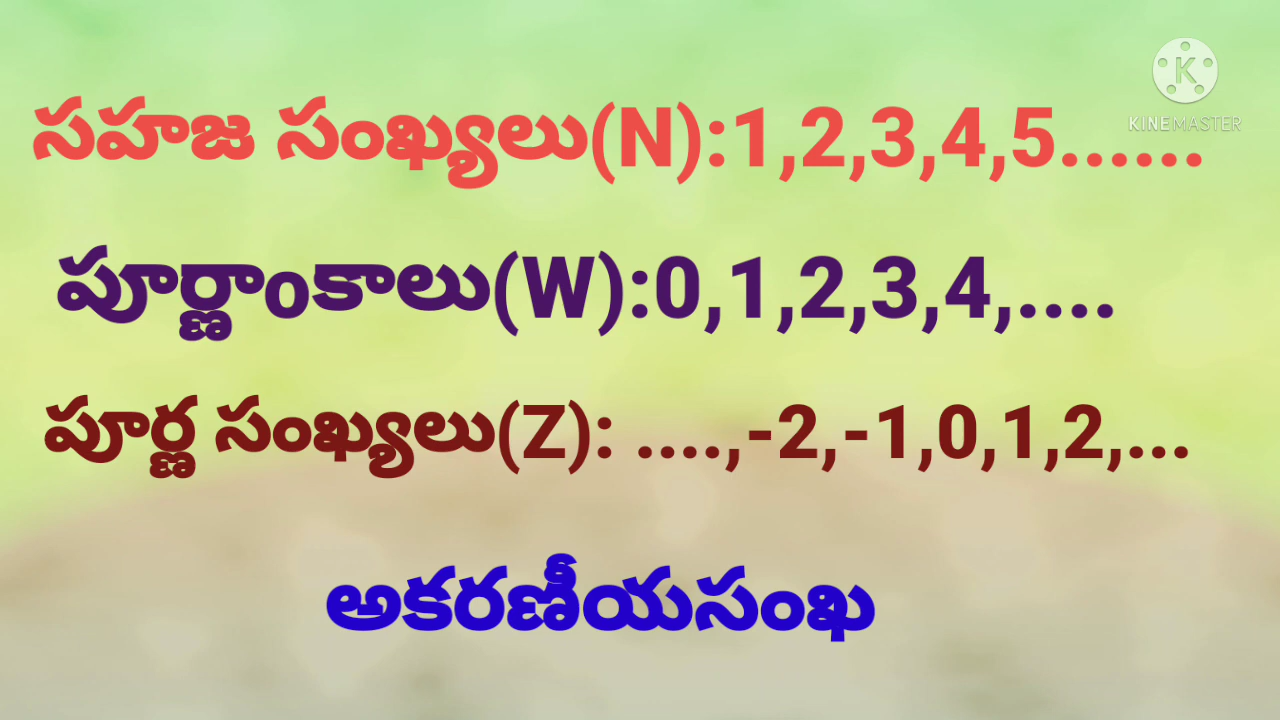 సహజ సంఖ్యలు(N):1,2,3,4,5......
KINEMASTER
పూర్ణాంకాలు(W):0,1,2,3,4,....
పూర్ణ సంఖ్యలు(Z): ....,-2,-1,0,1,2,...
అకరణీయసంఖ